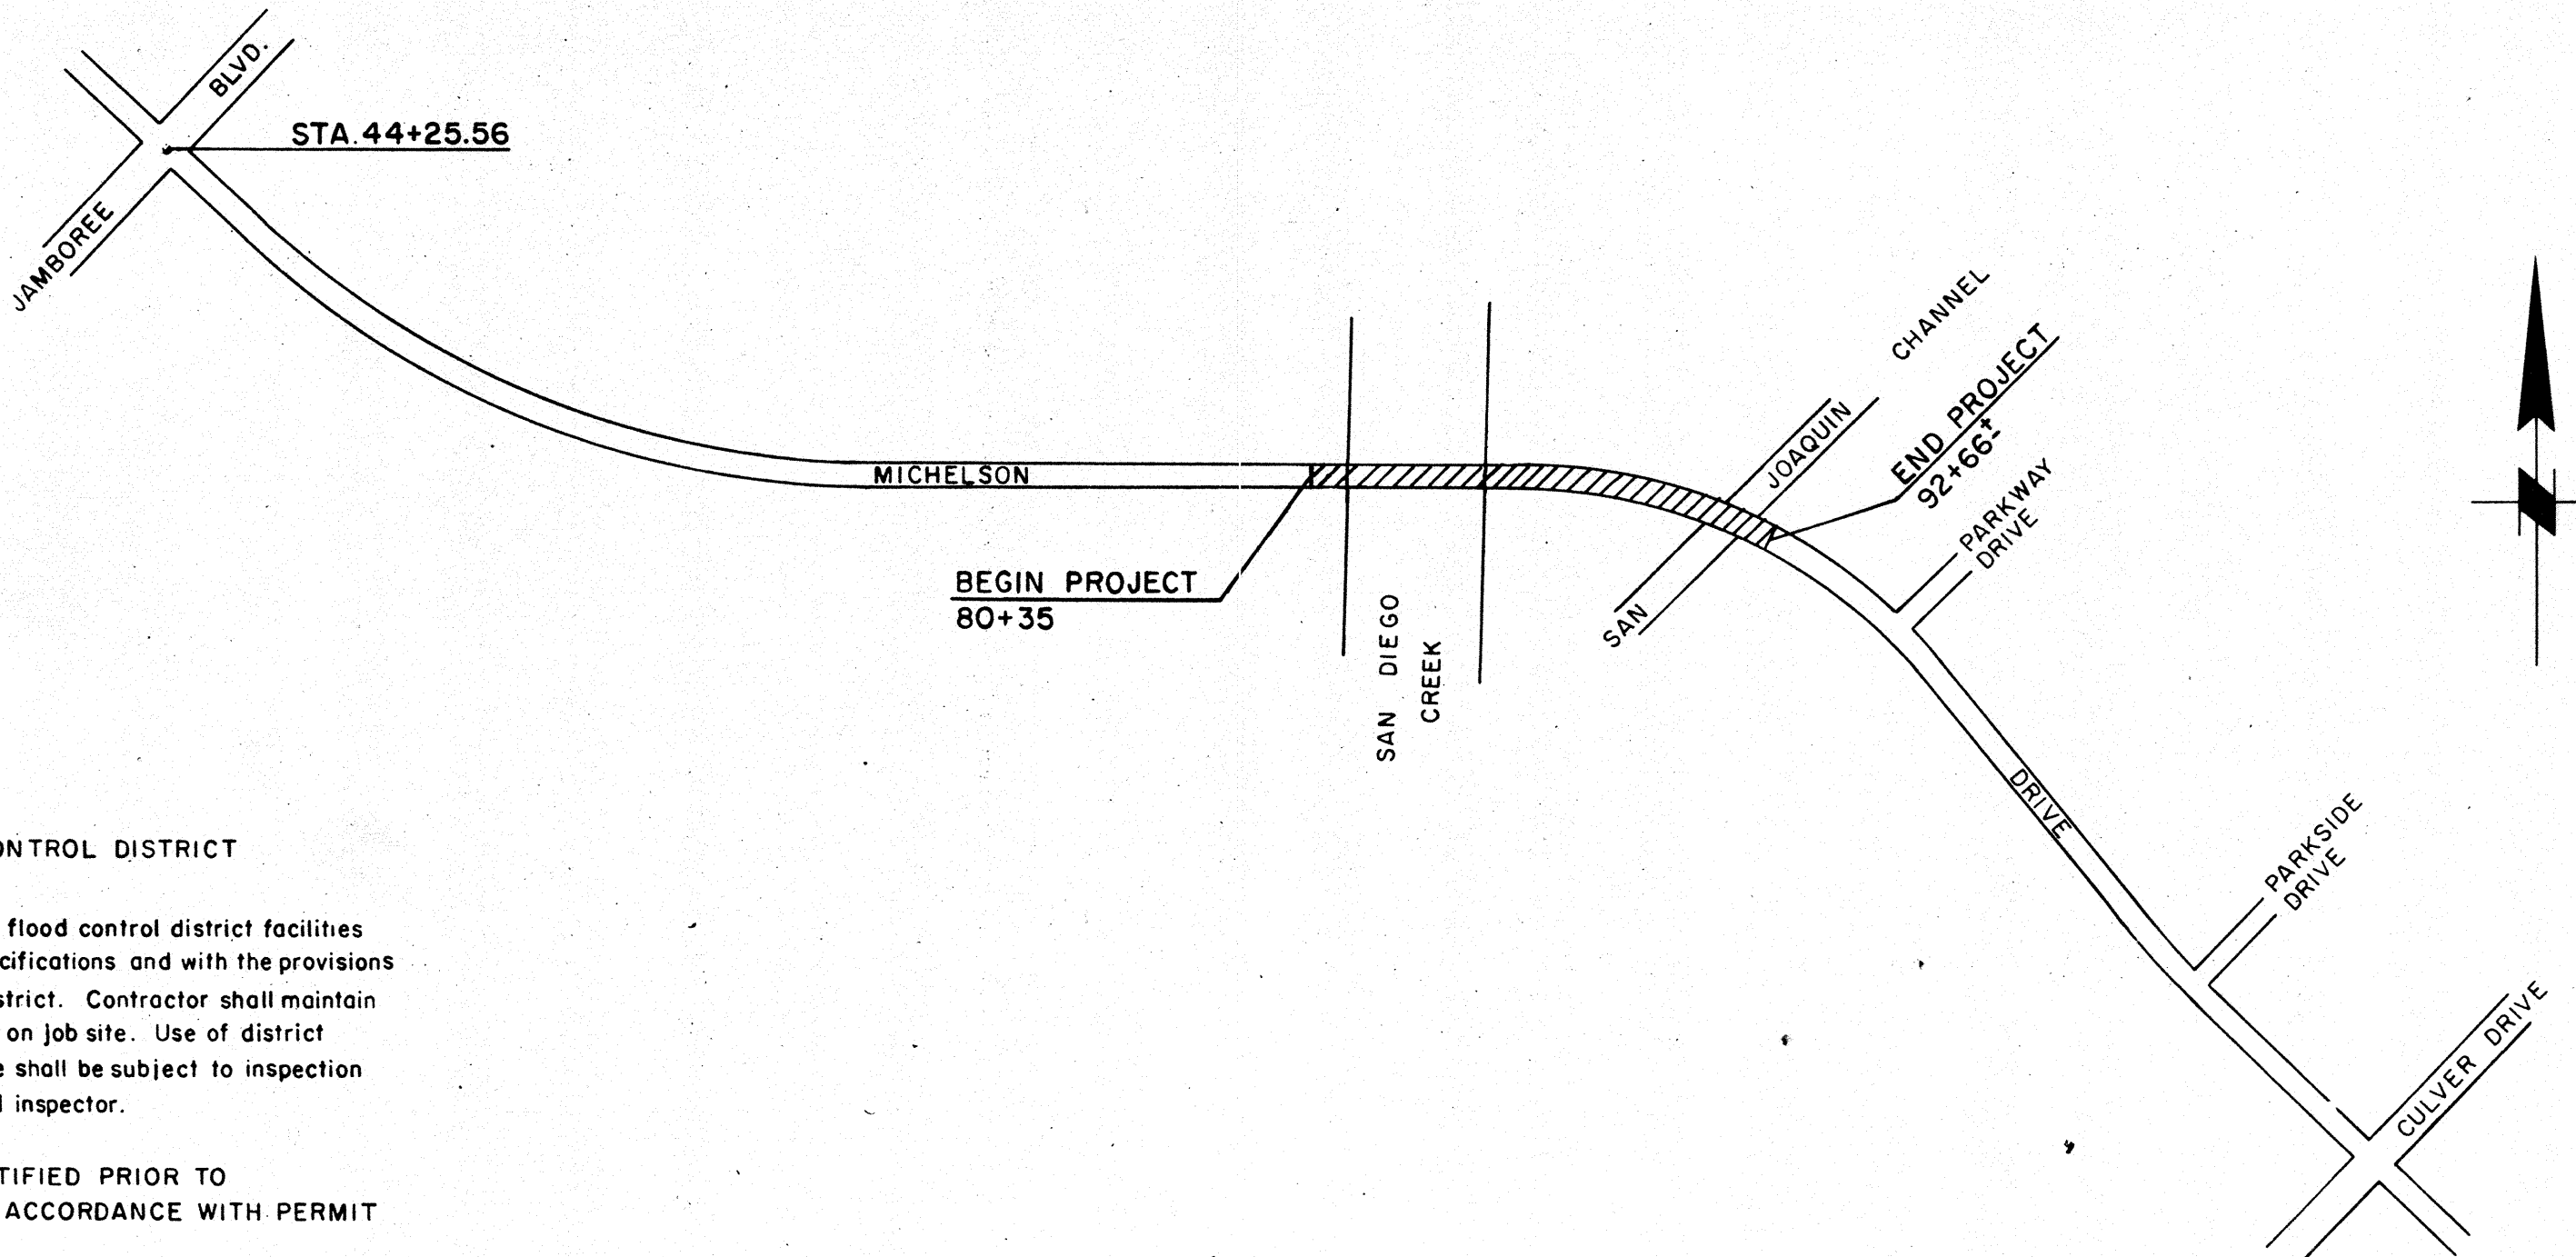 BLVD.
STA. 44+25.56
JAMBOREE
MICHELSON
BEGIN PROJECT
80+35
SAN DIEGO
CREEK
SAN JOAQUIN CHANNEL
END PROJECT
92+66±
PARKWAY
DRIVE
DRIVE
PARKSIDE
DRIVE
CULVER DRIVE
N
ONTROL DISTRICT
flood control district facilities
cifications and with the provisions
strict. Contractor shall maintain
on job site. Use of district
e shall be subject to inspection
inspector.
TIFIED PRIOR TO
ACCORDANCE WITH PERMIT